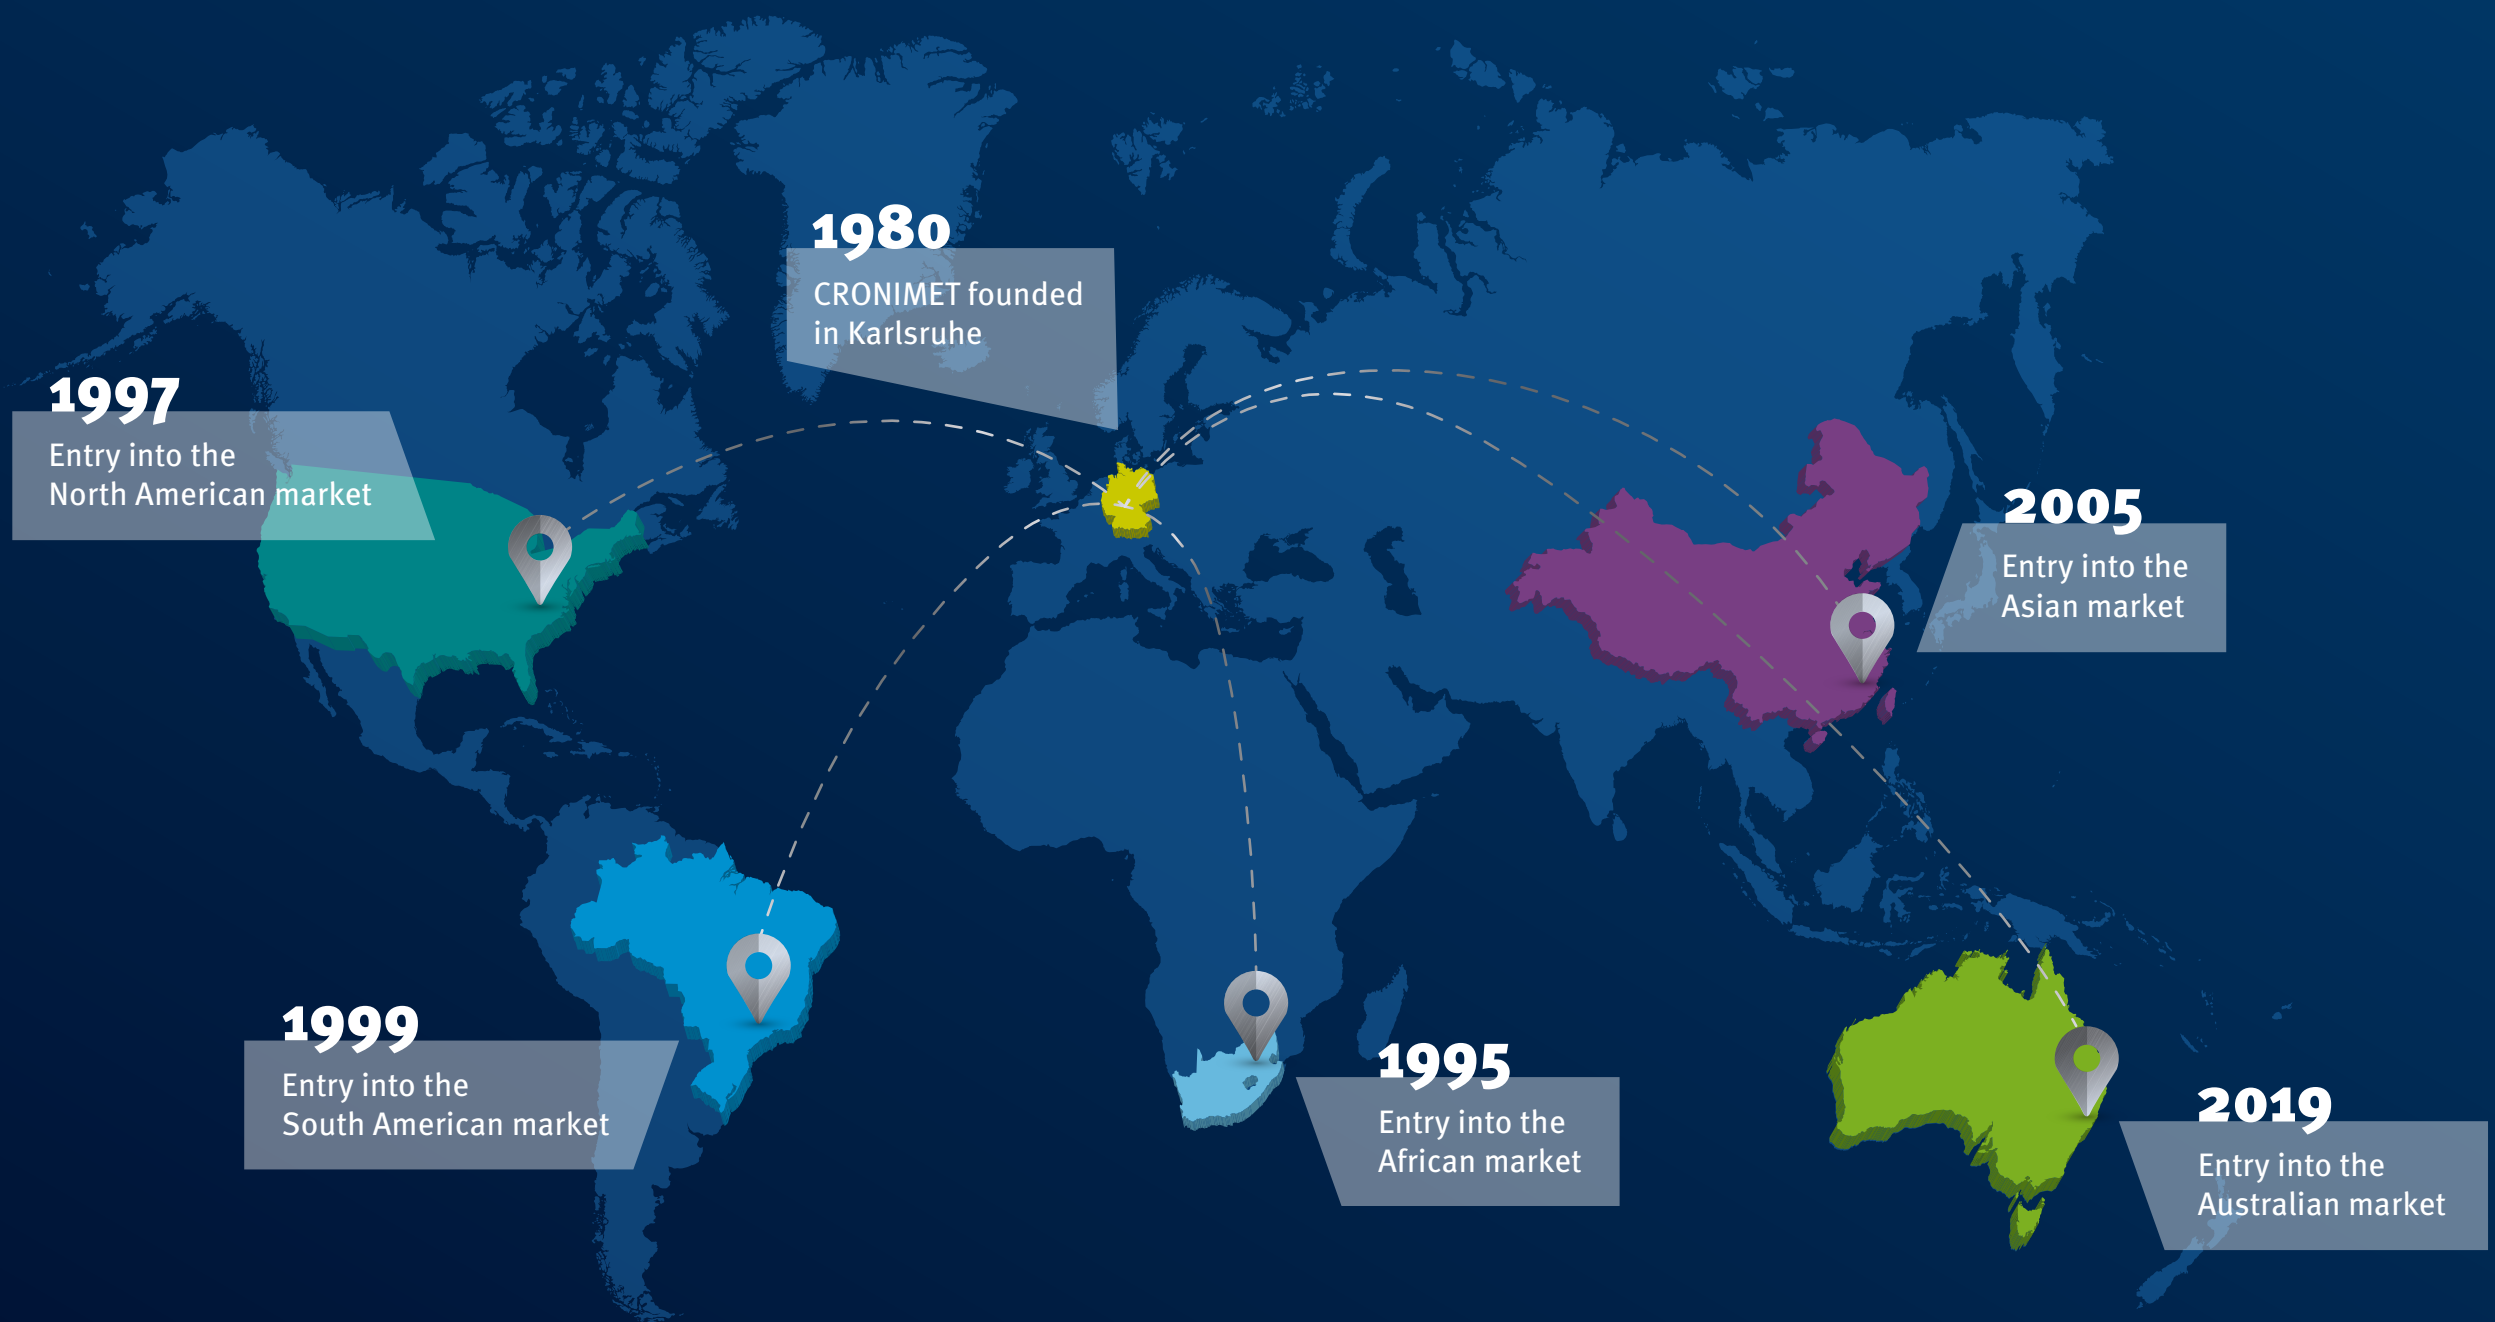 1980
CRONIMET founded
in Karlsruhe
1997
Entry into the
North American market
2005
Entry into the
Asian market
1999
Entry into the
South American market
1995
Entry into the
African market
2019
Entry into the
Australian market